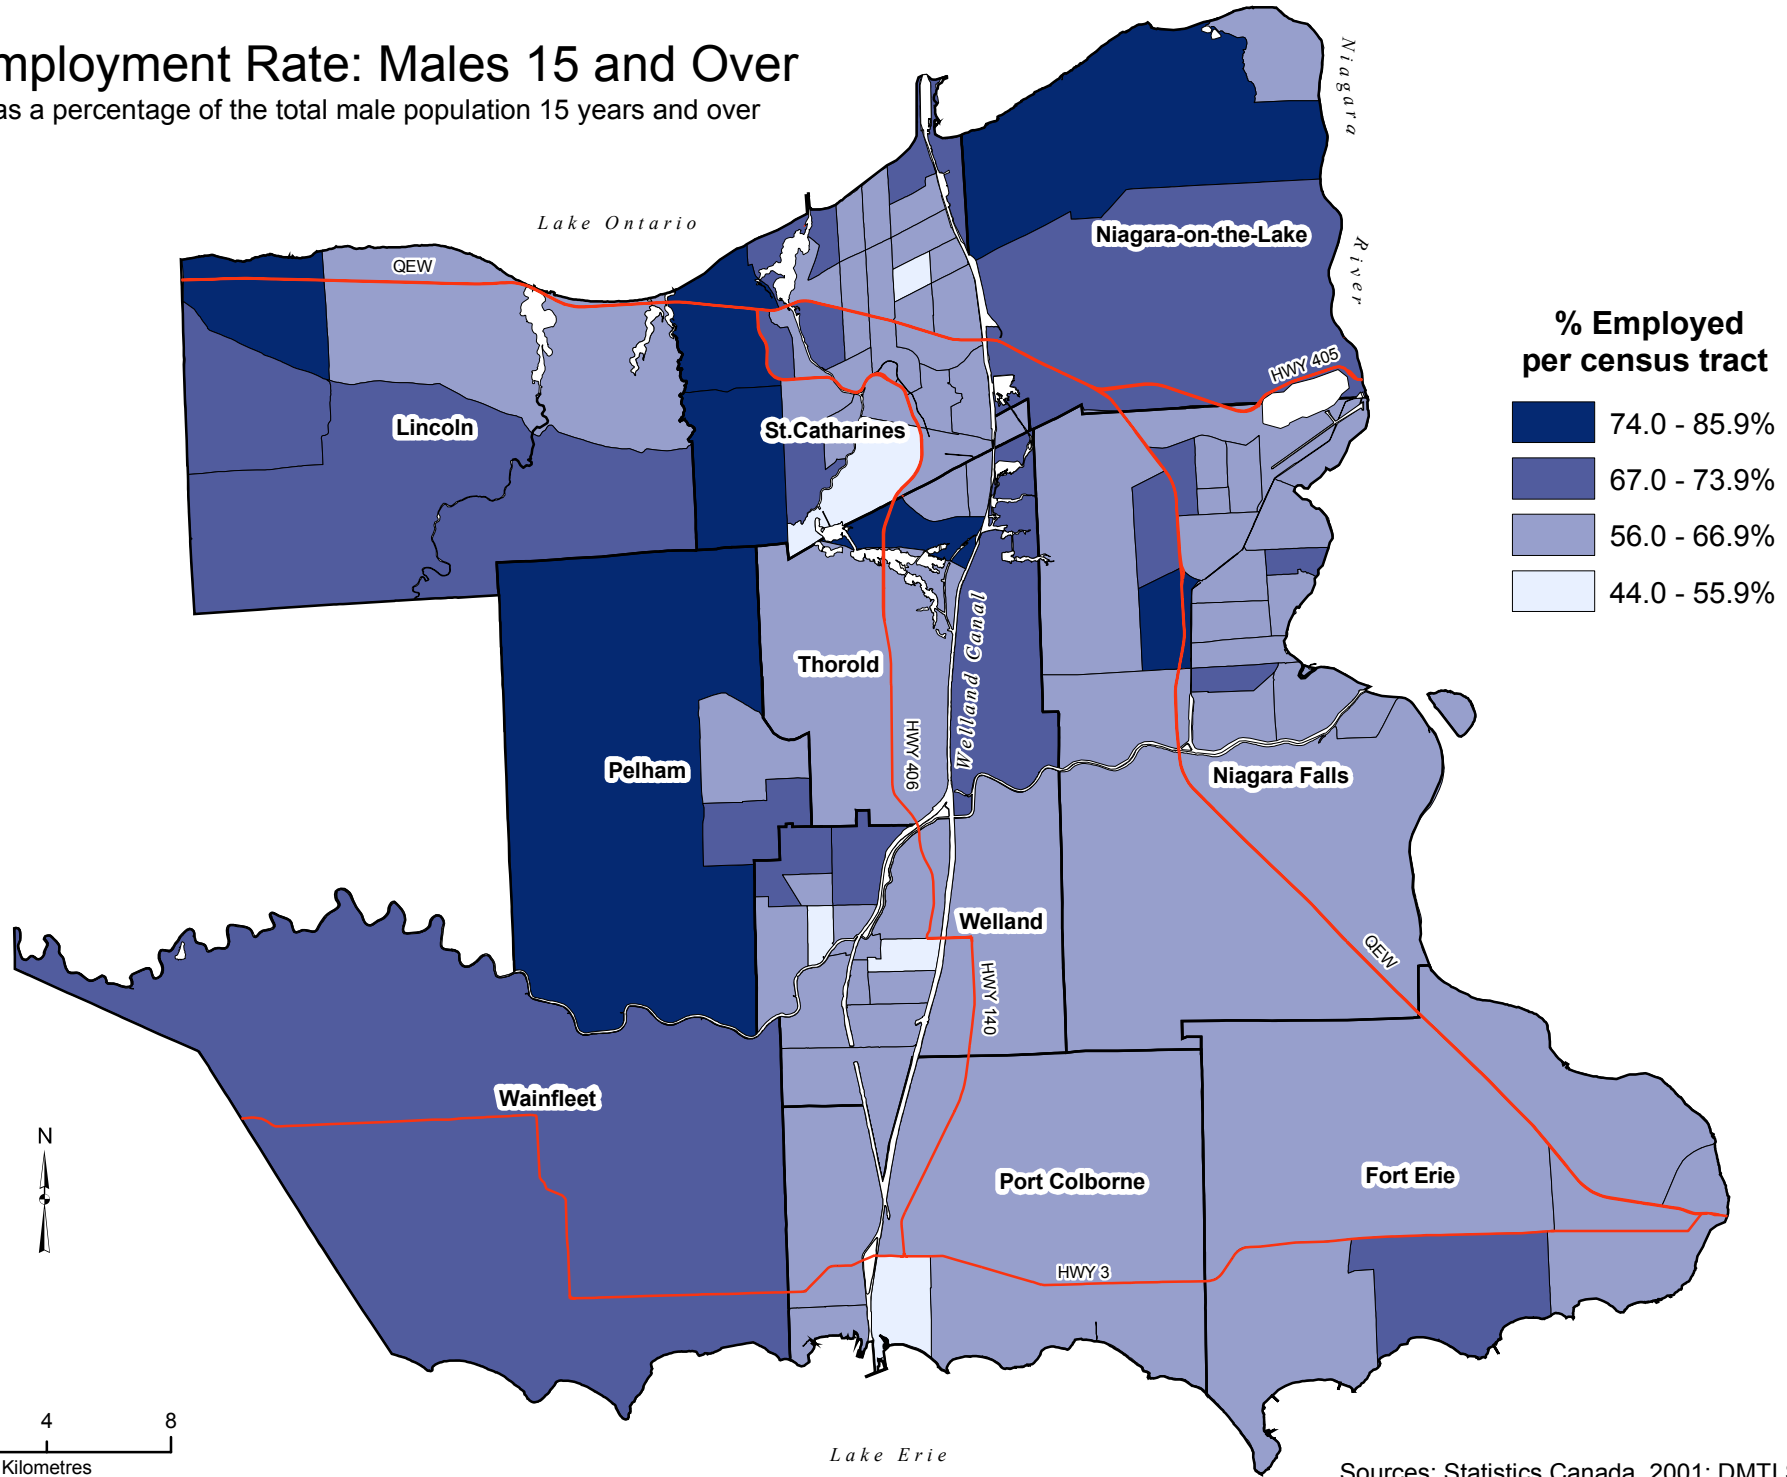 mployment Rate: Males 15 and Over
as a percentage of the total male population 15 years and over
Niagara
River
Lake Ontario
QEW
Niagara-on-the-Lake
HWY 405
% Employed
per census tract
74.0 - 85.9%
67.0 - 73.9%
56.0 - 66.9%
44.0 - 55.9%
Lincoln
St.Catharines
Thorold
Welland Canal
HWY 406
Pelham
Niagara Falls
Welland
QEW
HWY 140
Wainfleet
N
Port Colborne
Fort Erie
HWY 3
4 8
Kilometres
Lake Erie
Sources: Statistics Canada, 2001; DMTI